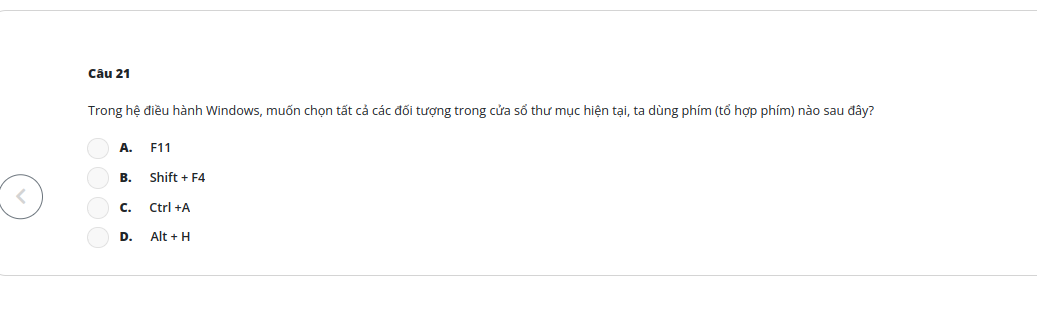 Câu 21
Trong hệ điều hành Windows, muốn chọn tất cả các đối tượng trong cửa sổ thư mục hiện tại, ta dùng phím (tổ hợp phím) nào sau đây?
A. F11
B. Shift + F4
C. Ctrl +A
D. Alt + H